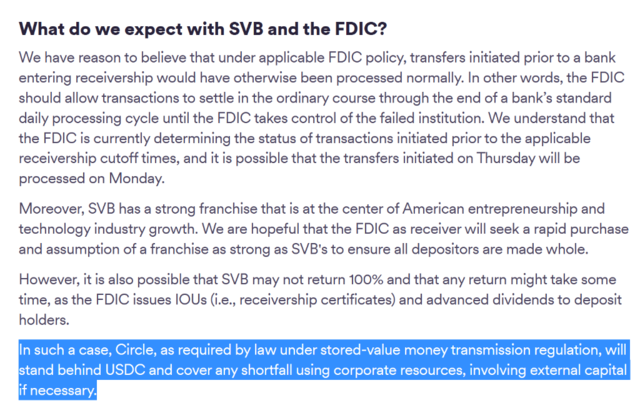 What do we expect with SVB and the FDIC?
We have reason to believe that under applicable FDIC policy, transfers initiated prior to a bank
entering receivership would have otherwise been processed normally. In other words, the FDIC
should allow transactions to settle in the ordinary course through the end of a bank's standard
daily processing cycle until the FDIC takes control of the failed institution. We understand that
the FDIC is currently determining the status of transactions initiated prior to the applicable
receivership cutoff times, and it is possible that the transfers initiated on Thursday will be
processed on Monday.
Moreover, SVB has a strong franchise that is at the center of American entrepreneurship and
technology industry growth. We are hopeful that the FDIC as receiver will seek a rapid purchase
and assumption of a franchise as strong as SVB's to ensure all depositors are made whole.
However, it is also possible that SVB may not return 100% and that any return might take some
time, as the FDIC issues IOUs (i.e., receivership certificates) and advanced dividends to deposit
holders.
In such a case, Circle, as required by law under stored-value money transmission regulation, will
stand behind USDC and cover any shortfall using corporate resources, involving external capital
if necessary.